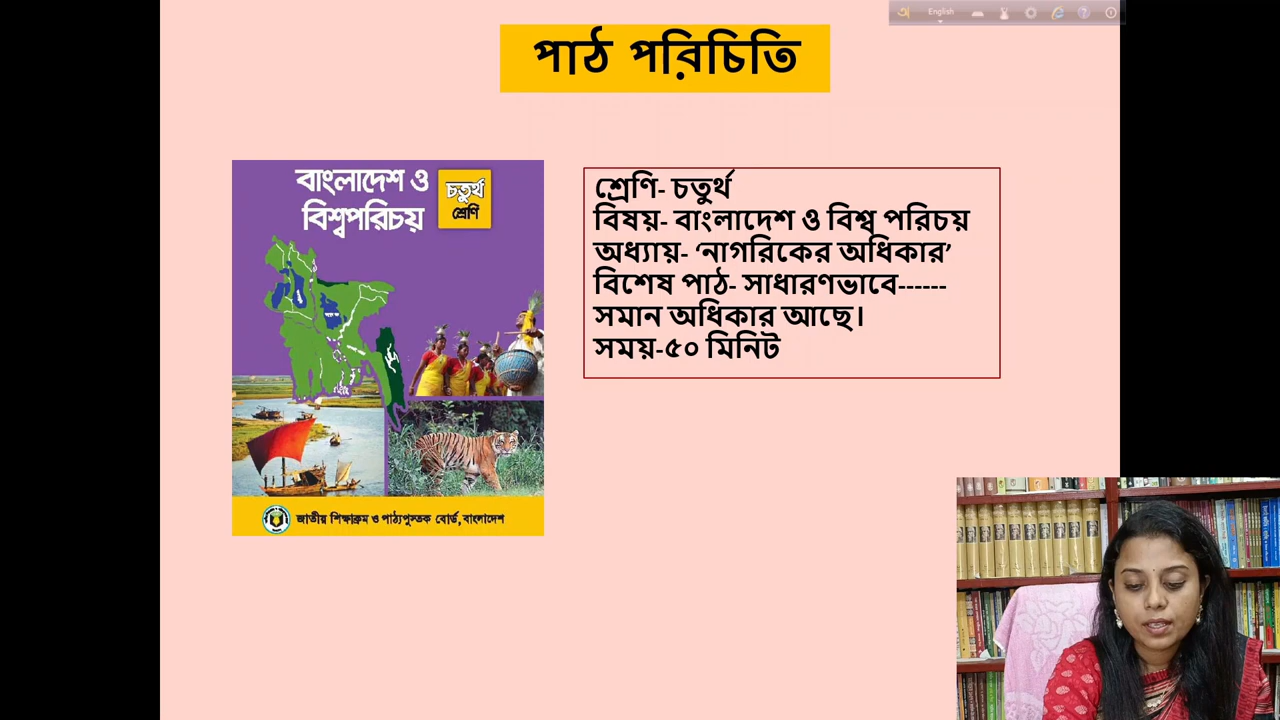 English
পাঠ পরিচিতি
বাংলাদেশ ও
বিশ্বপরিচয়
চতুর্থ
শ্রেণি
জাতীয় শিক্ষাক্রম ও পাঠ্যপুস্তক বোর্ড, বাংলাদেশ
শ্রেণি- চতুর্থ
বিষয়- বাংলাদেশ ও বিশ্ব পরিচয়
অধ্যায়- ‘নাগরিকের অধিকার’
বিশেষ পাঠ- সাধারণভাবে------
সমান অধিকার আছে।
সময়-৫০ মিনিট